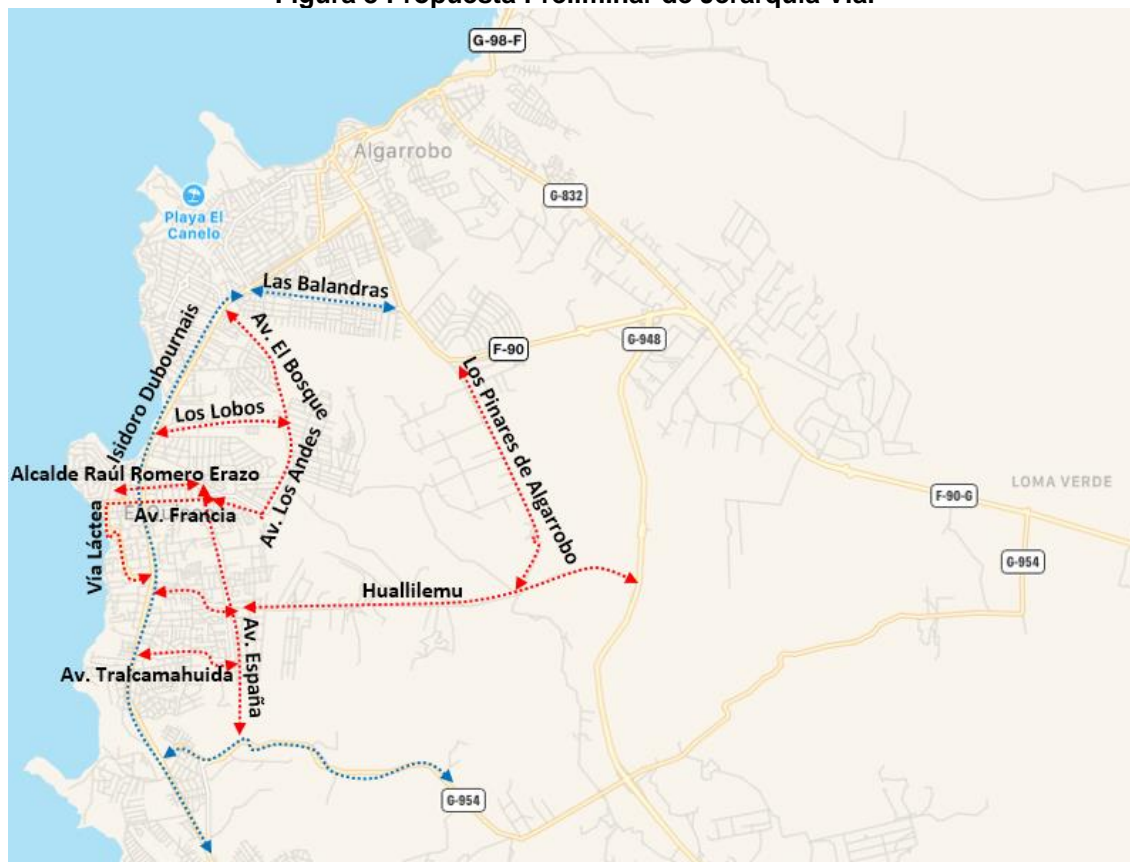 Figura 8 Propuesta Preliminar de Jerarquía Vial
G-98-F
Algarrobo
G-832
Playa El
Canelo
Las Balandras
Isidoro Dubournais
Av. El Bosque
F-90
G-948
Los Lobos
Los Pinares de Algarrobo
Alcalde Raúl Romero Erazo
Av. Los Andes
LOMA VERDE
F-90-G
Av. Francia
Vía Láctea
G-954
Huallilemu
Av. España
Av. Tralcamahuida
G-954